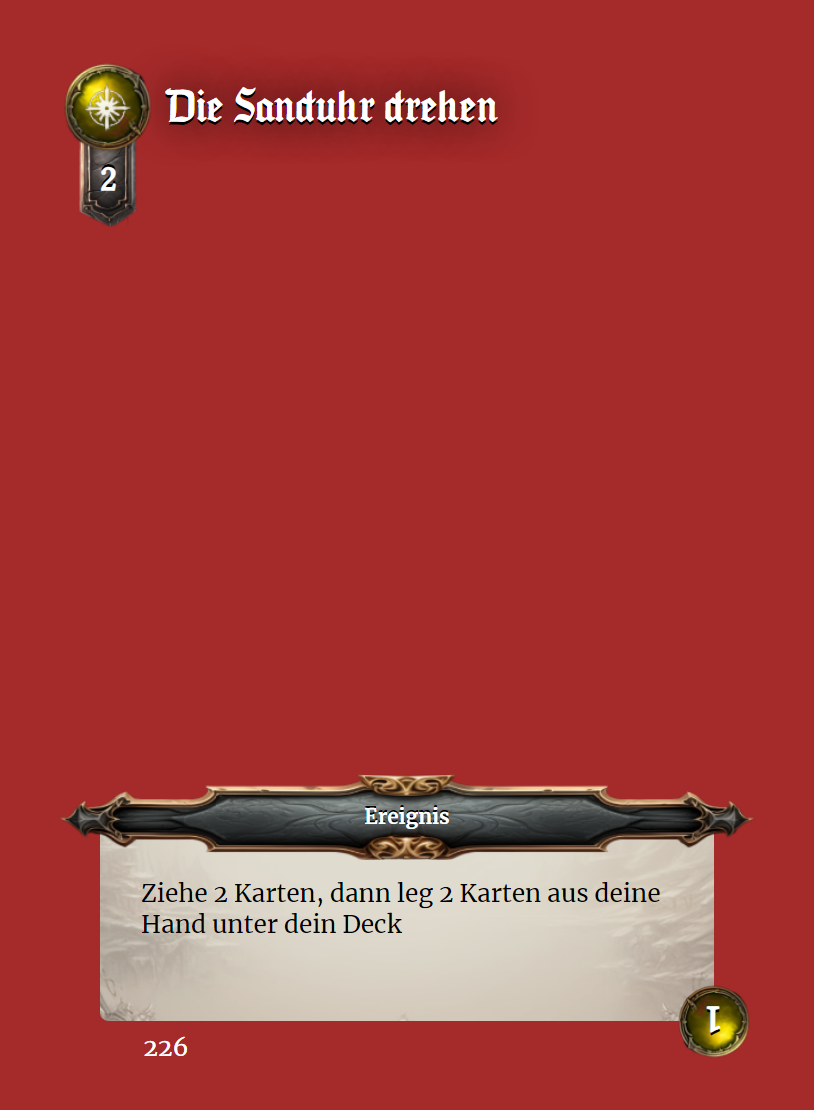 Die Sanduhr drehen
2
Ereignis
Ziehe 2 Karten, dann leg 2 Karten aus deine
Hand unter dein Deck
1
226